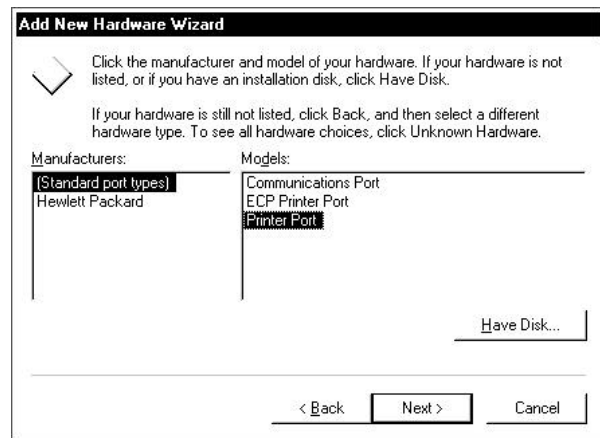 Add New Hardware Wizard
Click the manufacturer and model of your hardware. If your hardware is not
listed, or if you have an installation disk, click Have Disk.
If your hardware is still not listed, click Back, and then select a different
hardware type. To see all hardware choices, click Unknown Hardware.
Manufacturers:
(Standard port types)
Hewlett Packard
Models:
Communications Port
ECP Printer Port
Printer Port
Have Disk...
< Back
Next >
Cancel